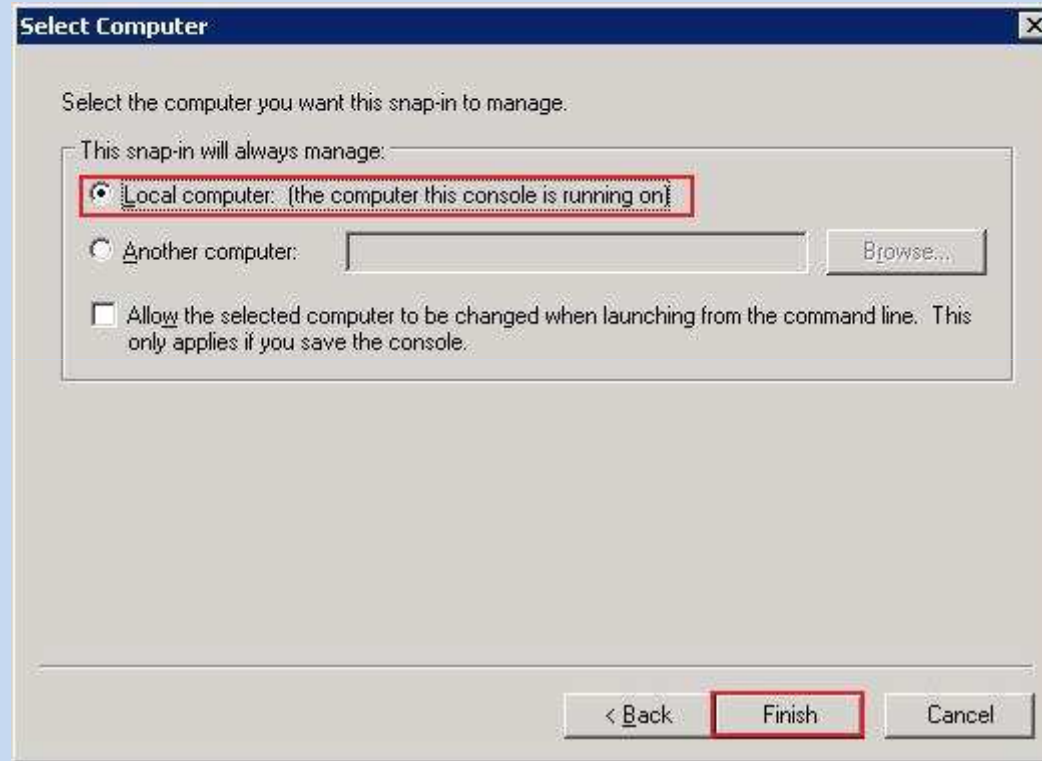 Select Computer
Select the computer you want this snap-in to manage.
This snap-in will always manage:
Local computer: (the computer this console is running on)
Another computer:
Browse...
Allow the selected computer to be changed when launching from the command line. This
only applies if you save the console.
< Back
Finish
Cancel